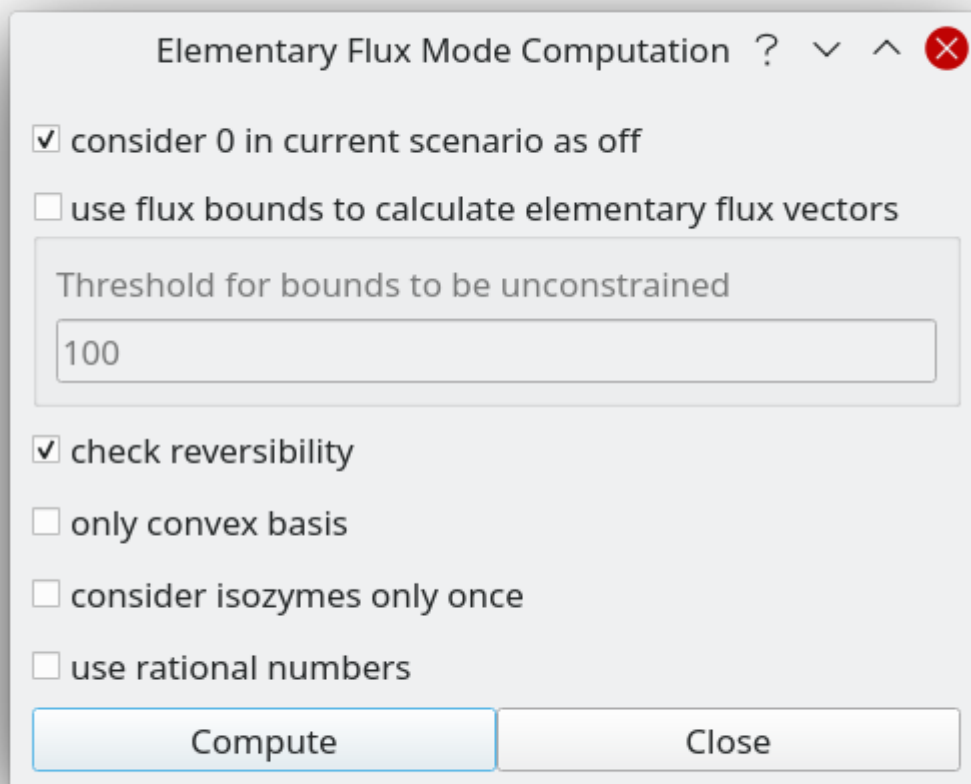 Elementary Flux Mode Computation ?
consider 0 in current scenario as off
use flux bounds to calculate elementary flux vectors
Threshold for bounds to be unconstrained
100
check reversibility
only convex basis
consider isozymes only once
use rational numbers
Compute Close